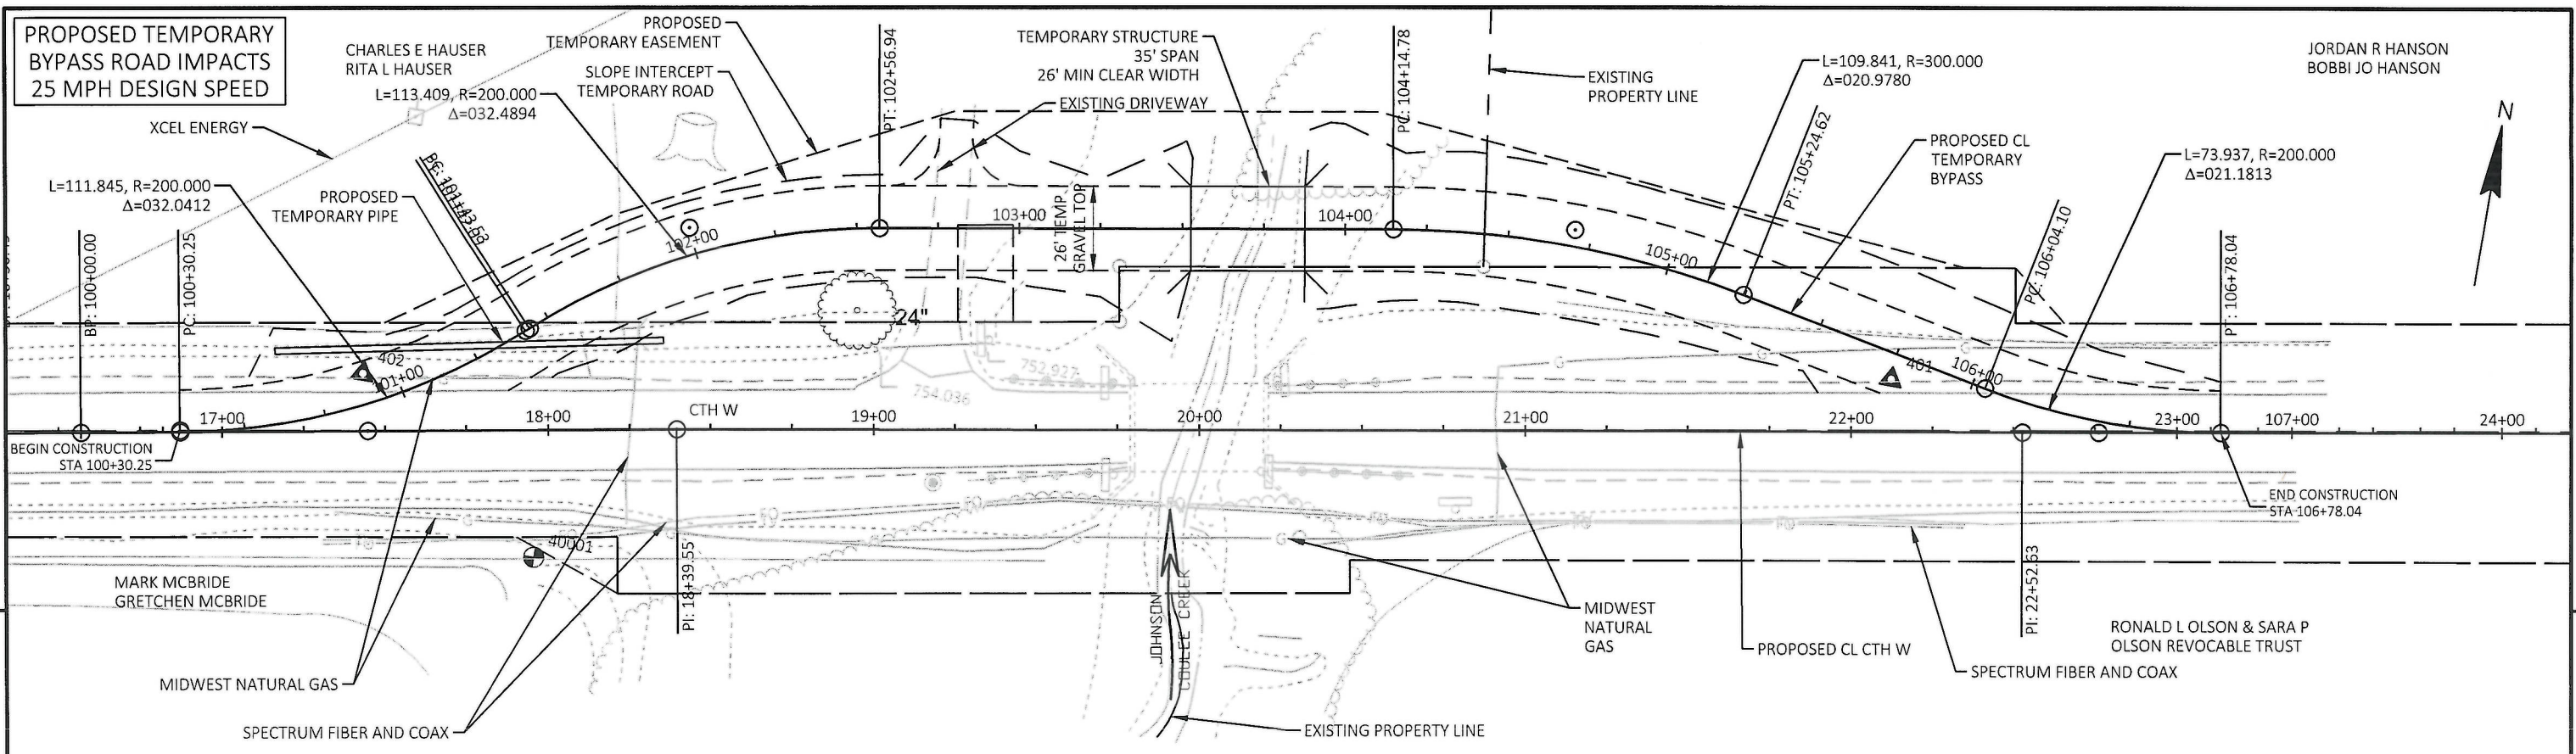 PROPOSED TEMPORARY
BYPASS ROAD IMPACTS
25 MPH DESIGN SPEED
CHARLES E HAUSER
RITA L HAUSER
PROPOSED
TEMPORARY EASEMENT
SLOPE INTERCEPT
TEMPORARY ROAD
L=113.409, R=200.000
Δ=032.4894
XCEL ENERGY
L=111.845, R=200.000
Δ=032.0412
PROPOSED
TEMPORARY PIPE
PT: 102+56.94
TEMPORARY STRUCTURE
35' SPAN
26' MIN CLEAR WIDTH
EXISTING DRIVEWAY
PC: 104+14.78
EXISTING
PROPERTY LINE
L=109.841, R=300.000
Δ=020.9780
PT: 105+24.62
PROPOSED CL
TEMPORARY
BYPASS
JORDAN R HANSON
BOBBI JO HANSON
N
L=73.937, R=200.000
Δ=021.1813
PC: 106+04.10
PT: 106+78.04
BP: 100+00.00
PC: 100+30.25
102+00
103+00
104+00
105+00
106+00
101+00
26' TEMP
GRAVEL TOP
24"
402
401
752.927
754.036
17+00
18+00
CTH W
19+00
20+00
21+00
22+00
23+00
107+00
24+00
BEGIN CONSTRUCTION
STA 100+30.25
END CONSTRUCTION
STA 106+78.04
G
FO
40001
PI: 18+39.55
PI: 22+52.63
MARK MCBRIDE
GRETCHEN MCBRIDE
JOHNSON
COULEE CREEK
MIDWEST
NATURAL
GAS
PROPOSED CL CTH W
RONALD L OLSON & SARA P
OLSON REVOCABLE TRUST
SPECTRUM FIBER AND COAX
MIDWEST NATURAL GAS
SPECTRUM FIBER AND COAX
EXISTING PROPERTY LINE